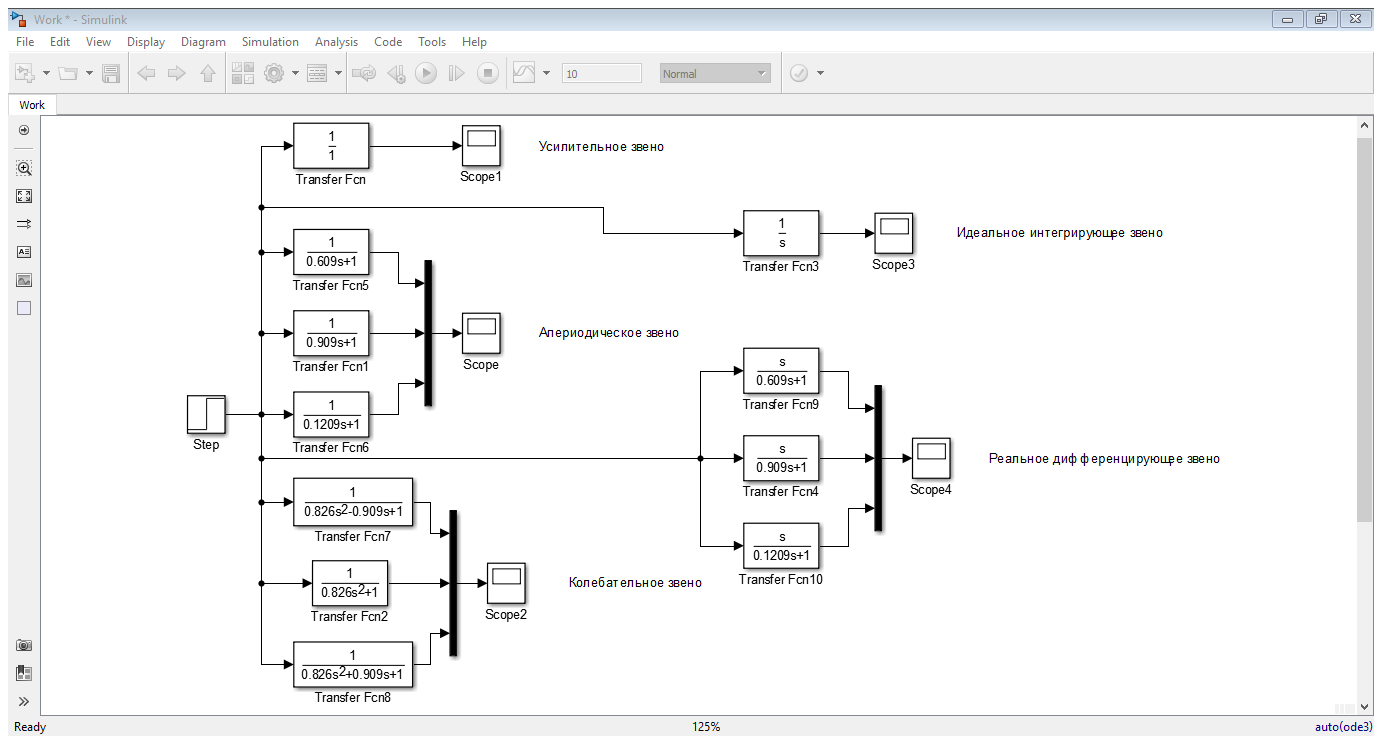 Work * - Simulink
File Edit View Display Diagram Simulation Analysis Code Tools Help
10
Normal
Work
1
1
Transfer Fcn
Scope1
Усилительное звено
1
s
Transfer Fcn3
Scope3
Идеальное интегрирующее звено
1
0.609s+1
Transfer Fcn5
1
0.909s+1
Transfer Fcn1
Scope
Апериодическое звено
1
0.1209s+1
Transfer Fcn6
Step
s
0.609s+1
Transfer Fcn9
s
0.909s+1
Transfer Fcn4
Scope4
Реальное дифференцирующее звено
s
0.1209s+1
Transfer Fcn10
1
0.826s2-0.909s+1
Transfer Fcn7
1
0.826s2+1
Transfer Fcn2
Scope2
Колебательное звено
1
0.826s2+0.909s+1
Transfer Fcn8
Ready
125%
auto(ode3)